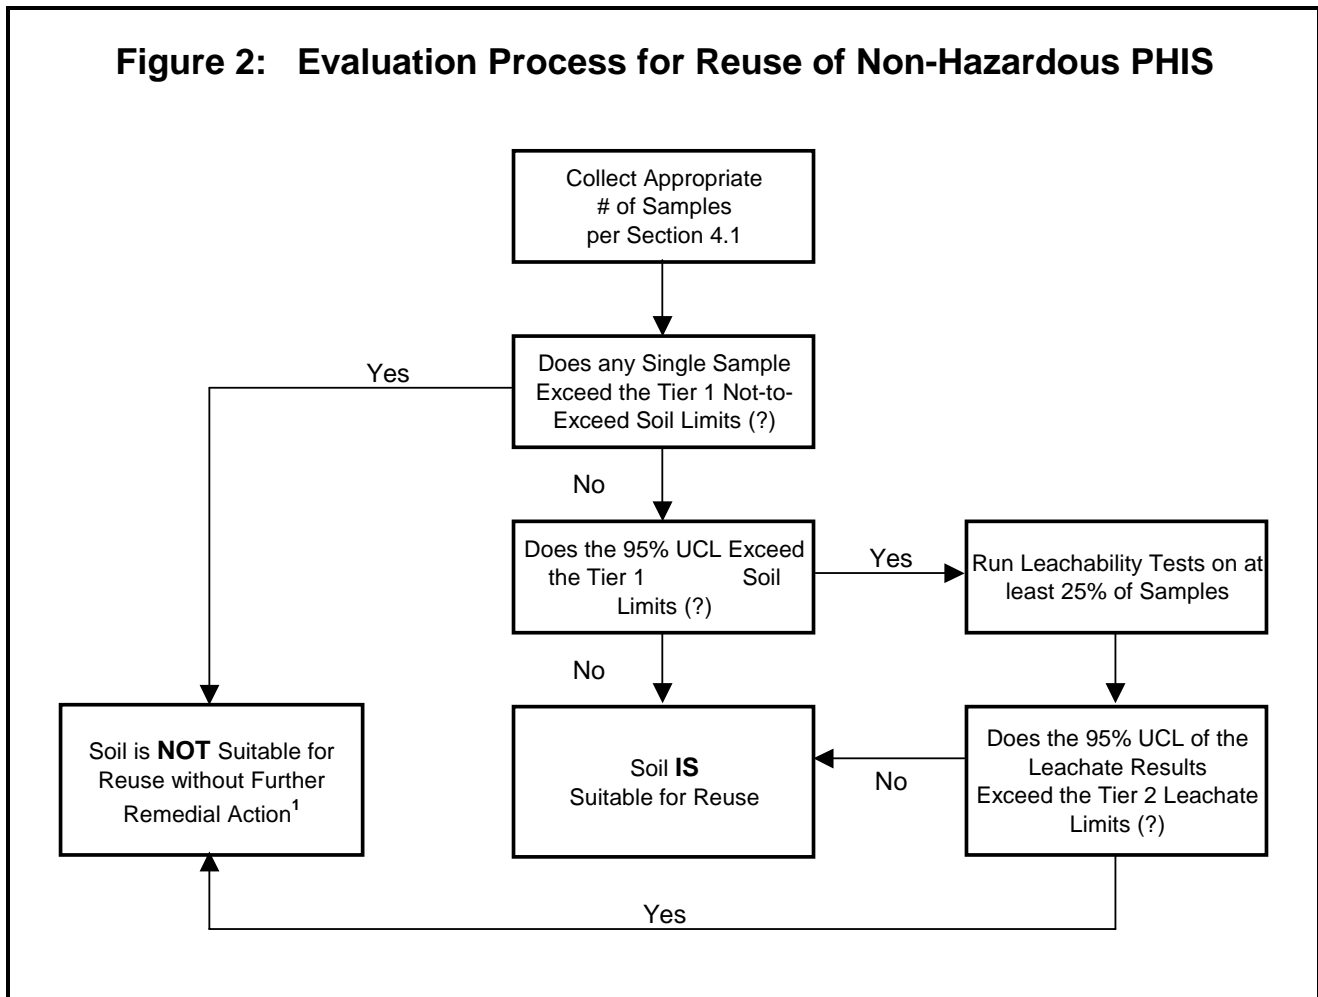 Figure 2: Evaluation Process for Reuse of Non-Hazardous PHIS
Collect Appropriate
# of Samples
per Section 4.1
Does any Single Sample
Exceed the Tier 1 Not-to-
Exceed Soil Limits (?)
Yes
No
Does the 95% UCL Exceed
the Tier 1 Soil
Limits (?)
Yes
Run Leachability Tests on at
least 25% of Samples
No
Soil is NOT Suitable for
Reuse without Further
Remedial Action¹
Soil IS
Suitable for Reuse
No
Does the 95% UCL of the
Leachate Results
Exceed the Tier 2 Leachate
Limits (?)
Yes